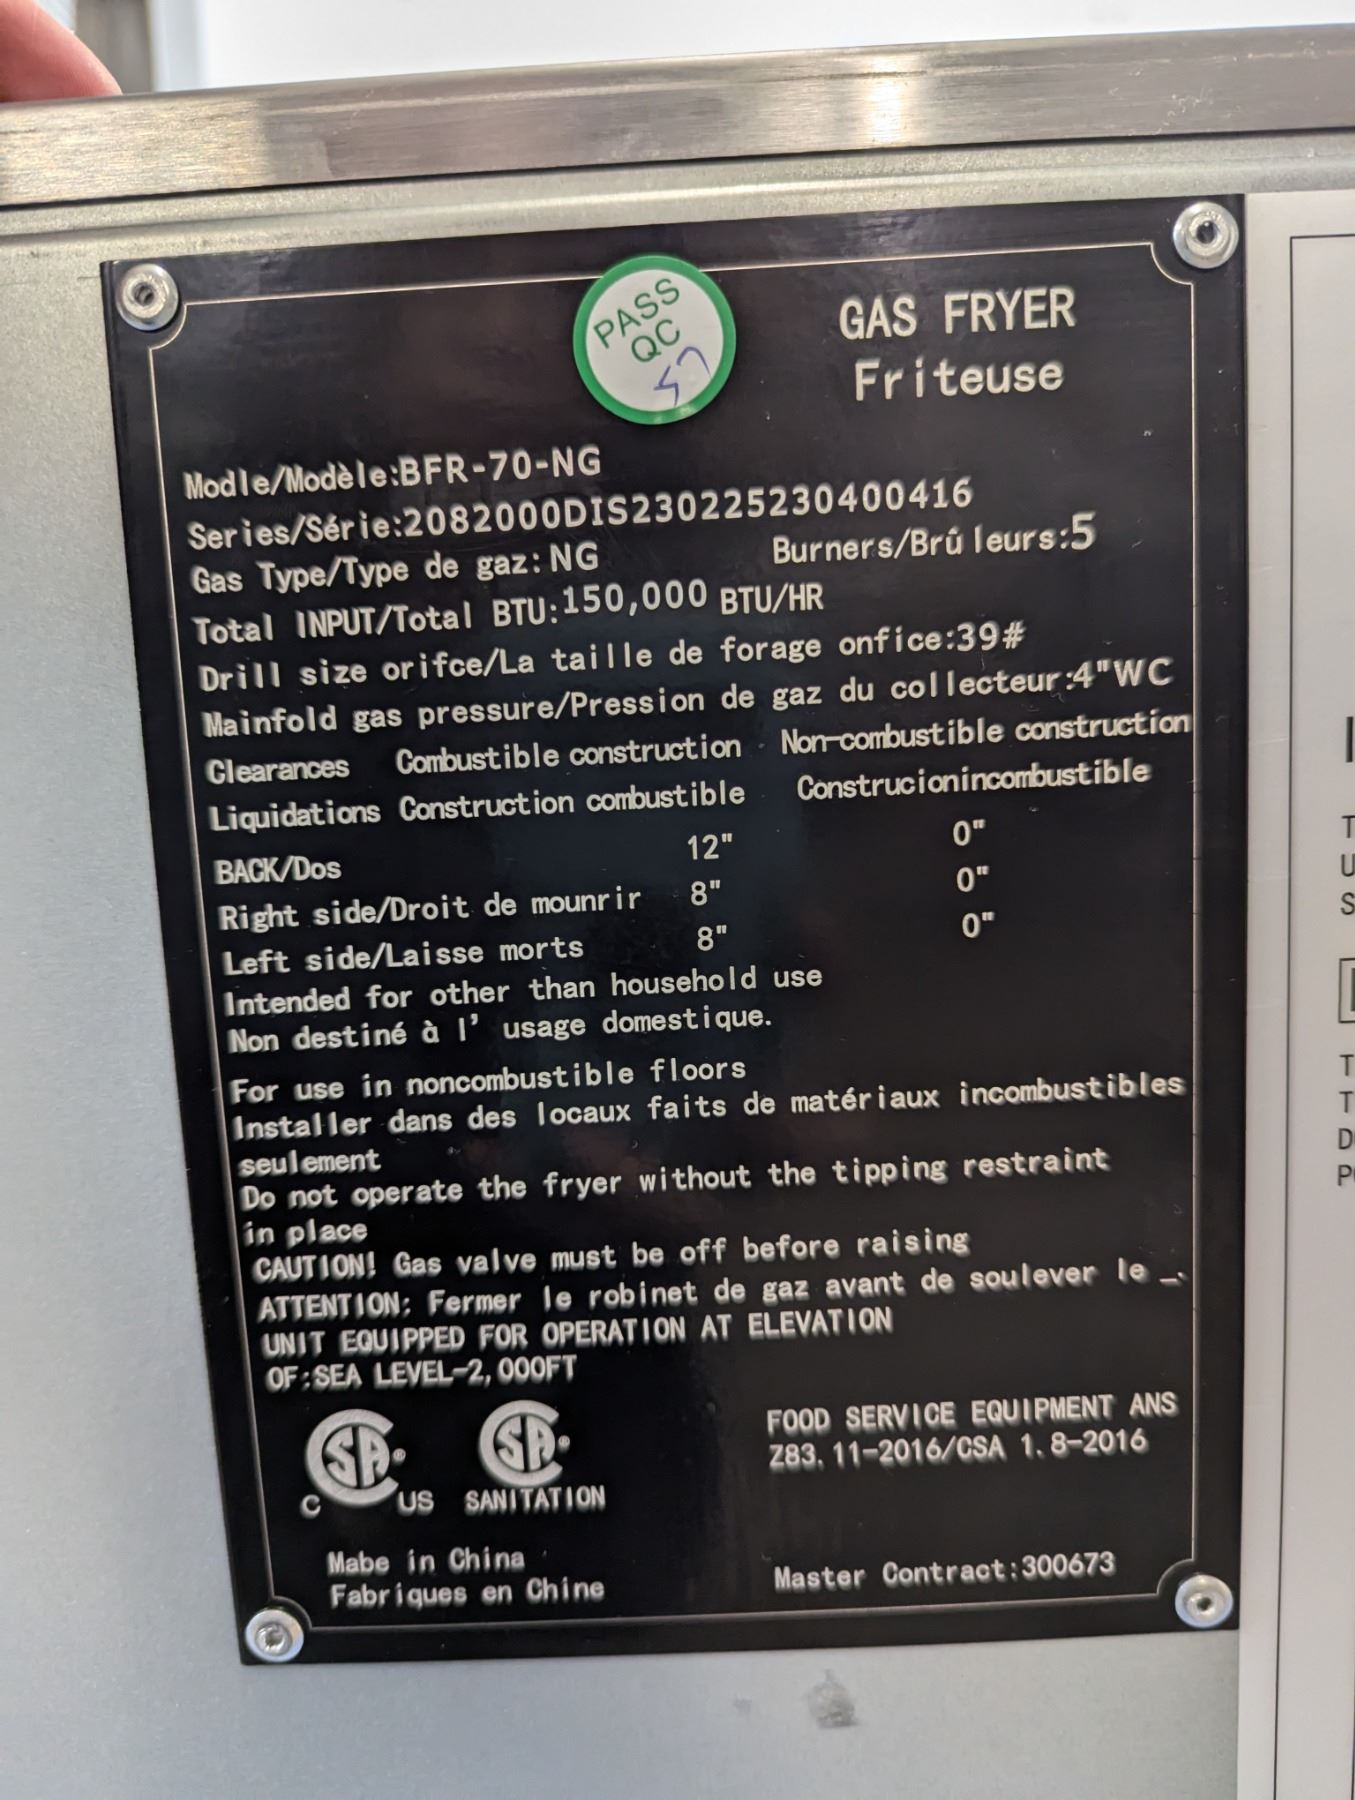 PASS
QC
GAS FRYER
Friteuse
Modle/Modèle:BFR-70-NG
Series/Série:2082000DIS230225230400416
Gas Type/Type de gaz:NG Burners/Brûleurs:5
Total INPUT/Total BTU:150,000 BTU/HR
Drill size orifce/La taille de forage onfice:39#
Mainfold gas pressure/Pression de gaz du collecteur:4"WC
Clearances Combustible construction Non-combustible construction
Liquidations Construction combustible Construcionincombustible
BACK/Dos 12" 0"
Right side/Droit de mounrir 8" 0"
Left side/Laisse morts 8" 0"
Intended for other than household use
Non destiné à l' usage domestique.
For use in noncombustible floors
Installer dans des locaux faits de matériaux incombustibles
seulement
Do not operate the fryer without the tipping restraint
in place
CAUTION! Gas valve must be off before raising
ATTENTION: Fermer le robinet de gaz avant de soulever le _.
UNIT EQUIPPED FOR OPERATION AT ELEVATION
OF:SEA LEVEL-2,000FT
SA C US
SA SANITATION
FOOD SERVICE EQUIPMENT ANS
Z83.11-2016/CSA 1.8-2016
Mabe in China
Fabriques en Chine
Master Contract:300673